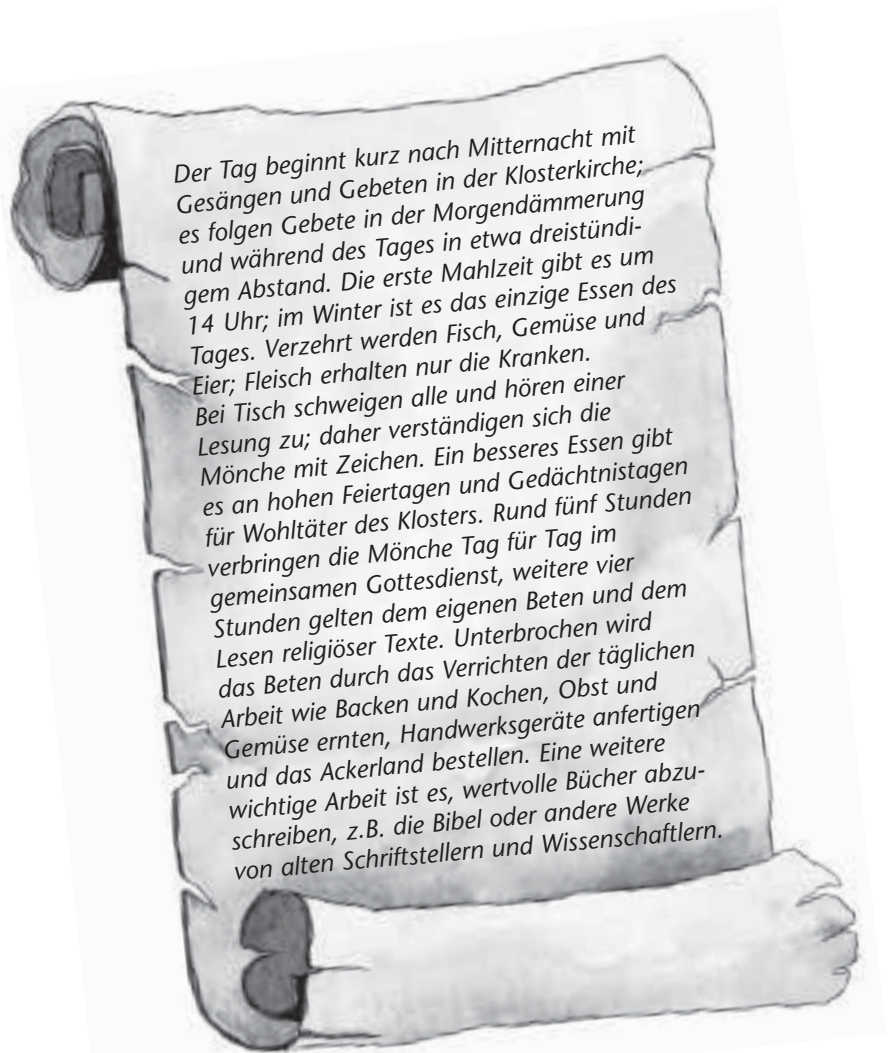 Der Tag beginnt kurz nach Mitternacht mit
Gesängen und Gebeten in der Klosterkirche;
es folgen Gebete in der Morgendämmerung
und während des Tages in etwa dreistündi-
gem Abstand. Die erste Mahlzeit gibt es um
14 Uhr; im Winter ist es das einzige Essen des
Tages. Verzehrt werden Fisch, Gemüse und
Eier; Fleisch erhalten nur die Kranken.
Bei Tisch schweigen alle und hören einer
Lesung zu; daher verständigen sich die
Mönche mit Zeichen. Ein besseres Essen gibt
es an hohen Feiertagen und Gedächtnistagen
für Wohltäter des Klosters. Rund fünf Stunden
verbringen die Mönche Tag für Tag im
gemeinsamen Gottesdienst, weitere vier
Stunden gelten dem eigenen Beten und dem
Lesen religiöser Texte. Unterbrochen wird
das Beten durch das Verrichten der täglichen
Arbeit wie Backen und Kochen, Obst und
Gemüse ernten, Handwerksgeräte anfertigen
und das Ackerland bestellen. Eine weitere
wichtige Arbeit ist es, wertvolle Bücher abzu-
schreiben, z.B. die Bibel oder andere Werke
von alten Schriftstellern und Wissenschaftlern.